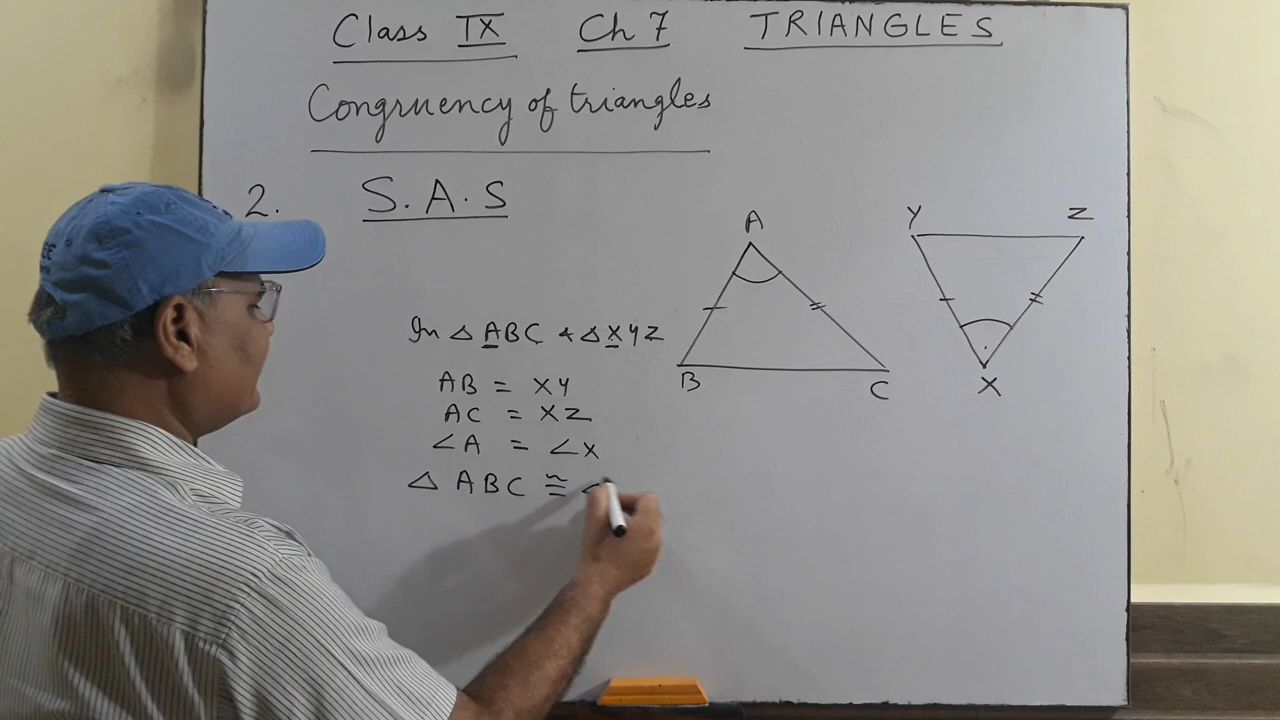 Class IX Ch 7 TRIANGLES
Congruency of triangles
2. S.A.S
A
Y Z
In △ ABC & △ XYZ
B C X
AB = XY
AC = XZ
∠A = ∠X
△ ABC ≅